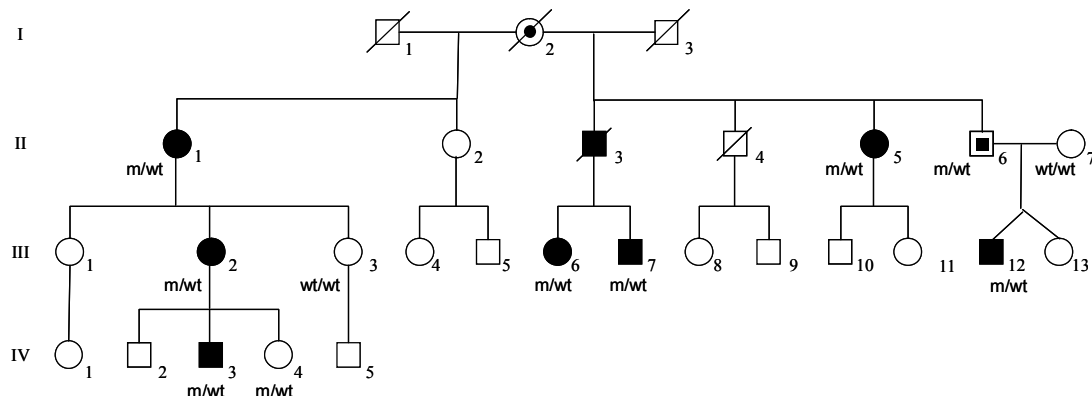 I
1 2 3
II
1 2 3 4 5 6 7
m/wt m/wt m/wt wt/wt
III
1 2 3 4 5 6 7 8 9 10 11 12 13
m/wt wt/wt m/wt m/wt m/wt
IV
1 2 3 4 5
m/wt m/wt